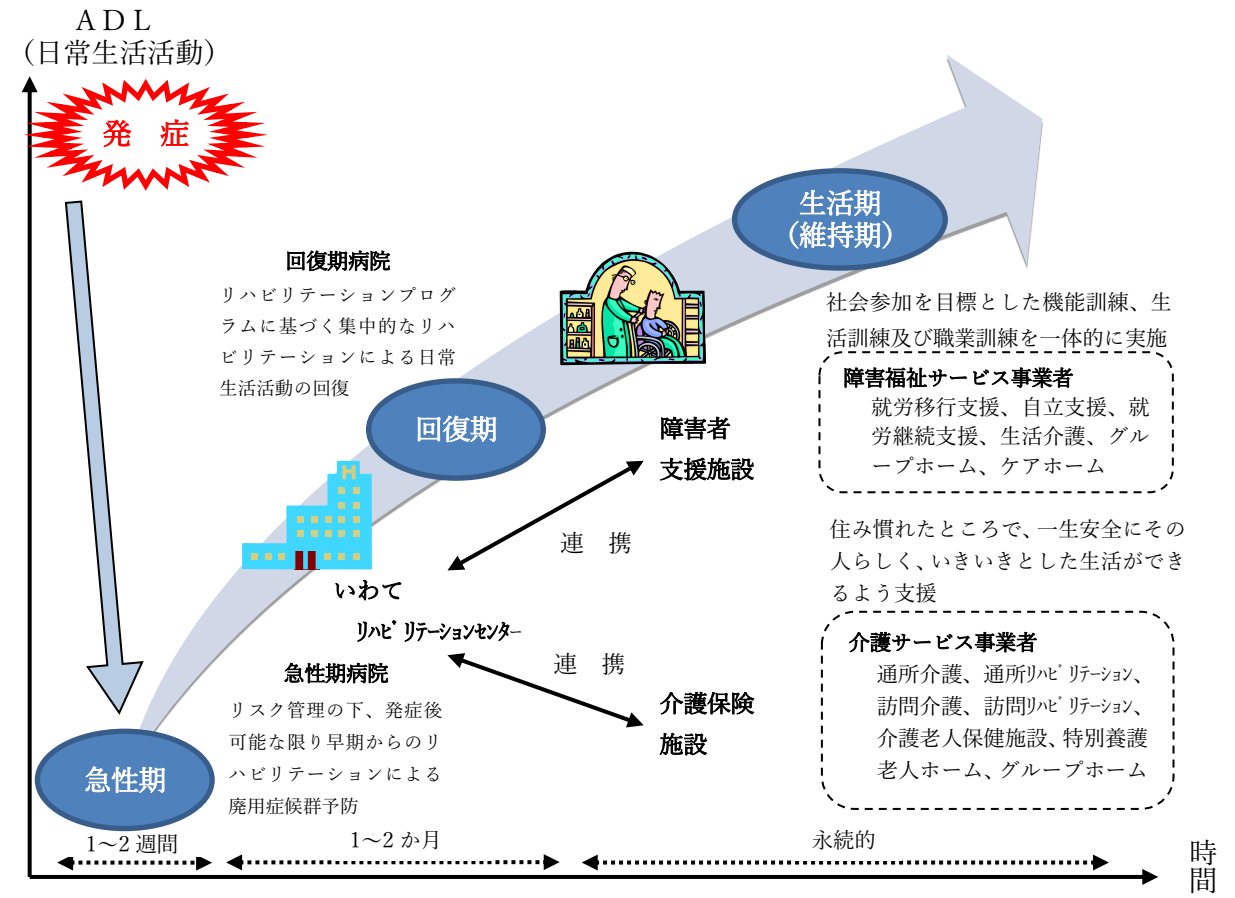 ＡＤＬ
（日常生活活動）
発　症
生活期
（維持期）
回復期病院
リハビリテーションプログ
ラムに基づく集中的なリハ
ビリテーションによる日常
生活活動の回復
社会参加を目標とした機能訓練、生
活訓練及び職業訓練を一体的に実施
障害福祉サービス事業者
就労移行支援、自立支援、就
労継続支援、生活介護、グル
ープホーム、ケアホーム
回復期
障害者
支援施設
H
連　携
いわて
ﾘﾊﾋﾞﾘﾃｰｼｮﾝｾﾝﾀｰ
住み慣れたところで、一生安全にその
人らしく、いきいきとした生活ができ
るよう支援
連　携
急性期病院
リスク管理の下、発症後
可能な限り早期からのリ
ハビリテーションによる
廃用症候群予防
介護保険
施設
介護サービス事業者
通所介護、通所ﾘﾊﾋﾞﾘﾃｰｼｮﾝ、
訪問介護、訪問ﾘﾊﾋﾞﾘﾃｰｼｮﾝ、
介護老人保健施設、特別養護
老人ホーム、グループホーム
急性期
1～2 週間
1～2 か月
永続的
時
間